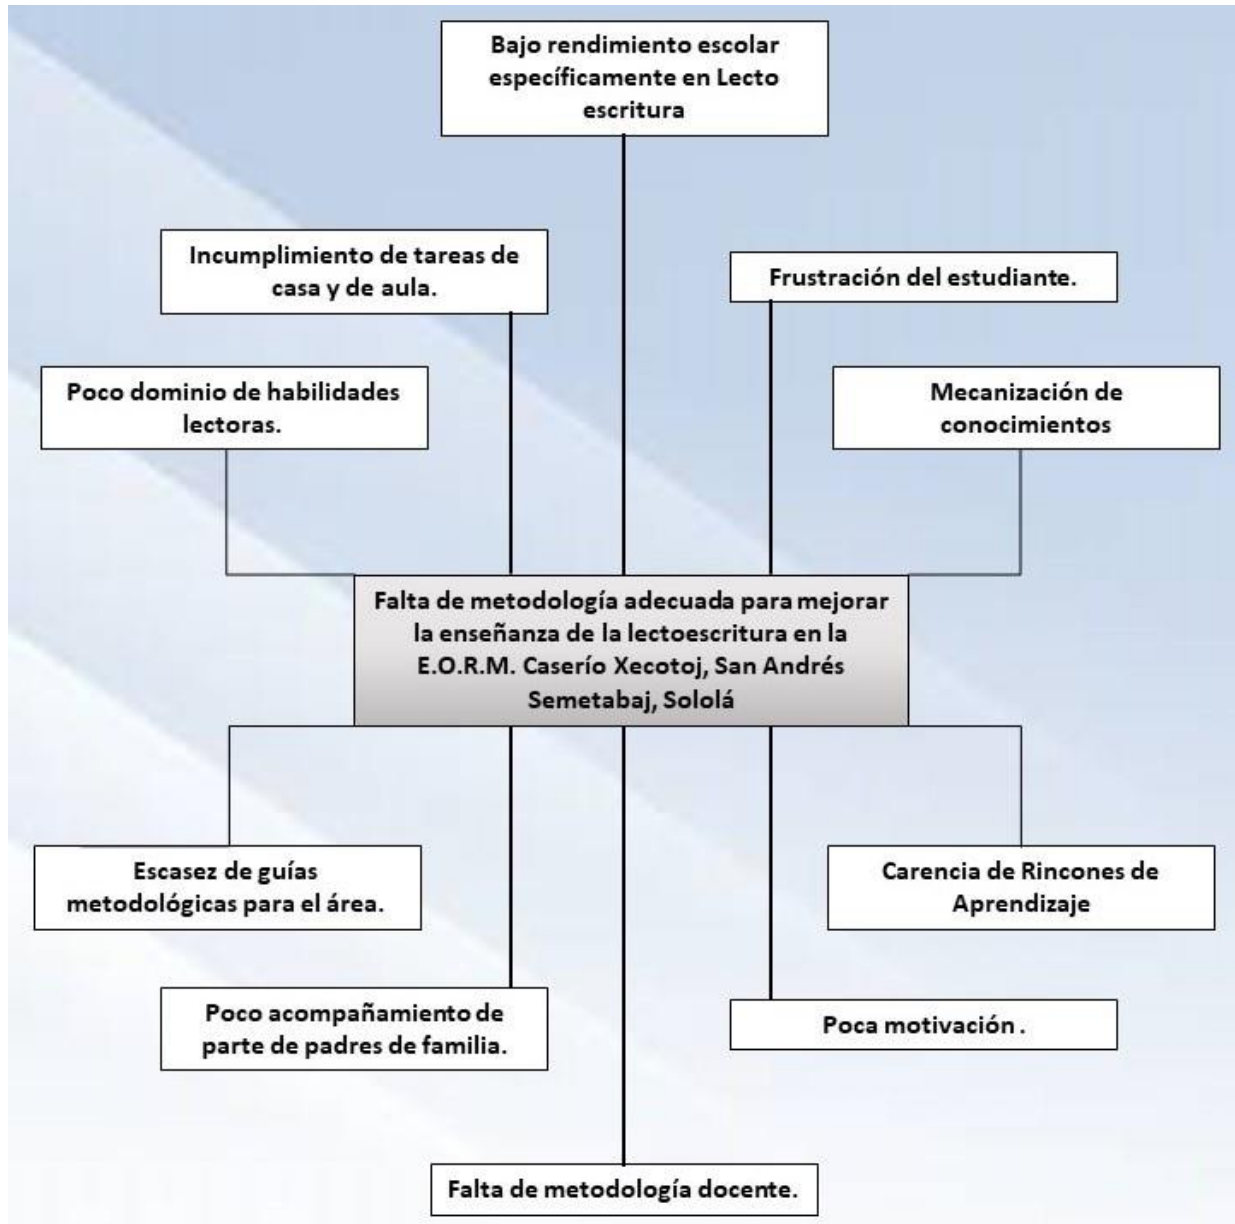 Bajo rendimiento escolar
específicamente en Lecto
escritura
Incumplimiento de tareas de
casa y de aula.
Frustración del estudiante.
Poco dominio de habilidades
lectoras.
Mecanización de
conocimientos
Falta de metodología adecuada para mejorar
la enseñanza de la lectoescritura en la
E.O.R.M. Caserío Xecotoj, San Andrés
Semetabaj, Sololá
Escasez de guías
metodológicas para el área.
Carencia de Rincones de
Aprendizaje
Poco acompañamiento de
parte de padres de familia.
Poca motivación .
Falta de metodología docente.